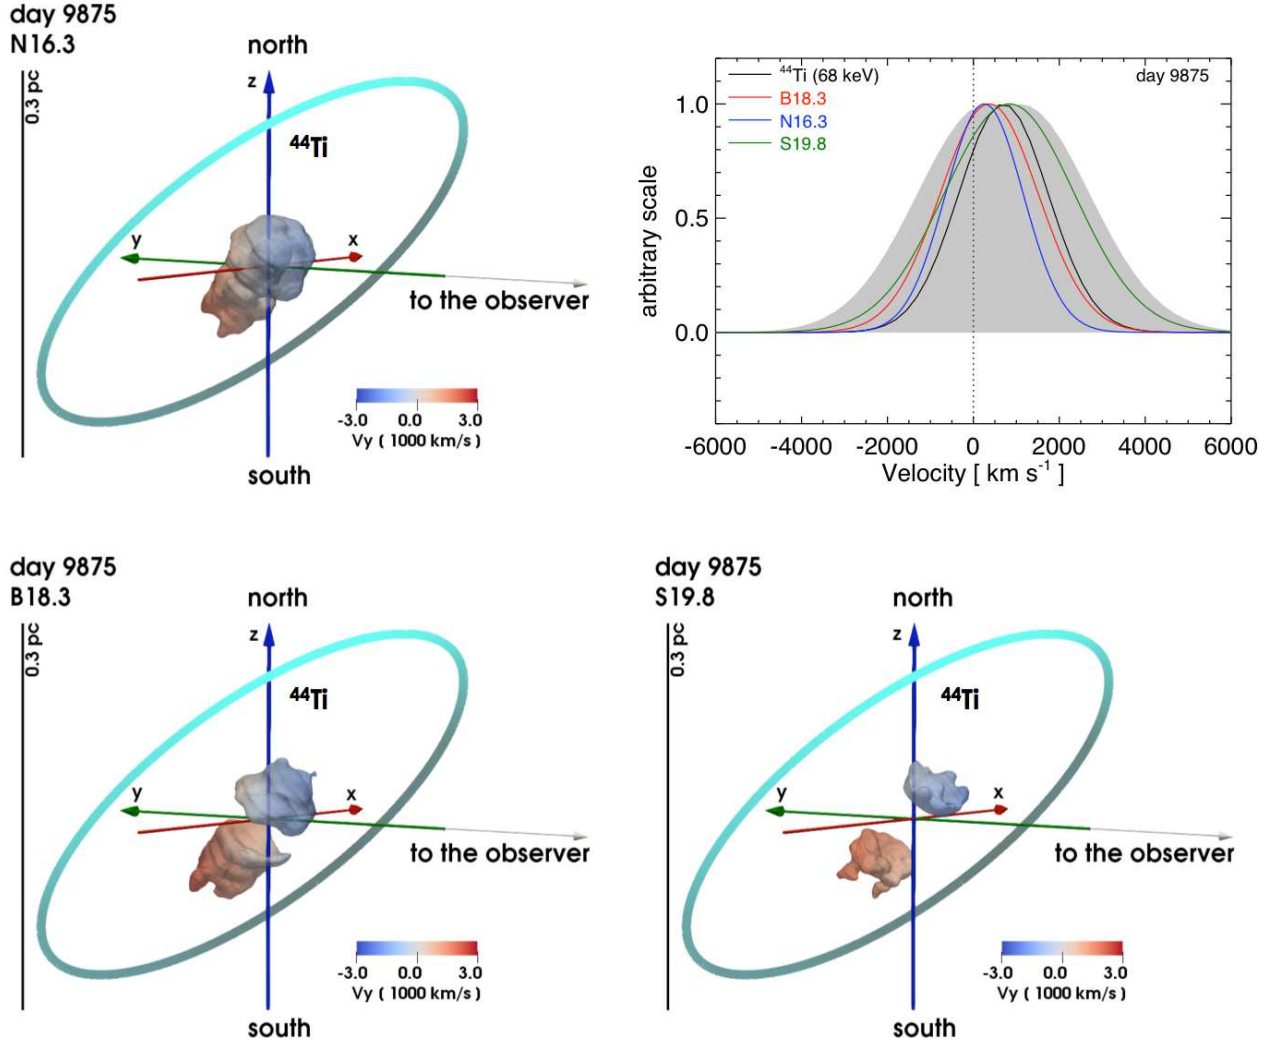 day 9875
N16.3
north
z
0.3 pc
⁴⁴Ti
y
x
to the observer
-3.0 0.0 3.0
Vy ( 1000 km/s )
south
⁴⁴Ti (68 keV)
day 9875
B18.3
N16.3
S19.8
1.0
0.5
0.0
arbitrary scale
-6000 -4000 -2000 0 2000 4000 6000
Velocity [ km s⁻¹ ]
day 9875
B18.3
north
z
0.3 pc
⁴⁴Ti
y
x
to the observer
-3.0 0.0 3.0
Vy ( 1000 km/s )
south
day 9875
S19.8
north
z
0.3 pc
⁴⁴Ti
y
x
to the observer
-3.0 0.0 3.0
Vy ( 1000 km/s )
south